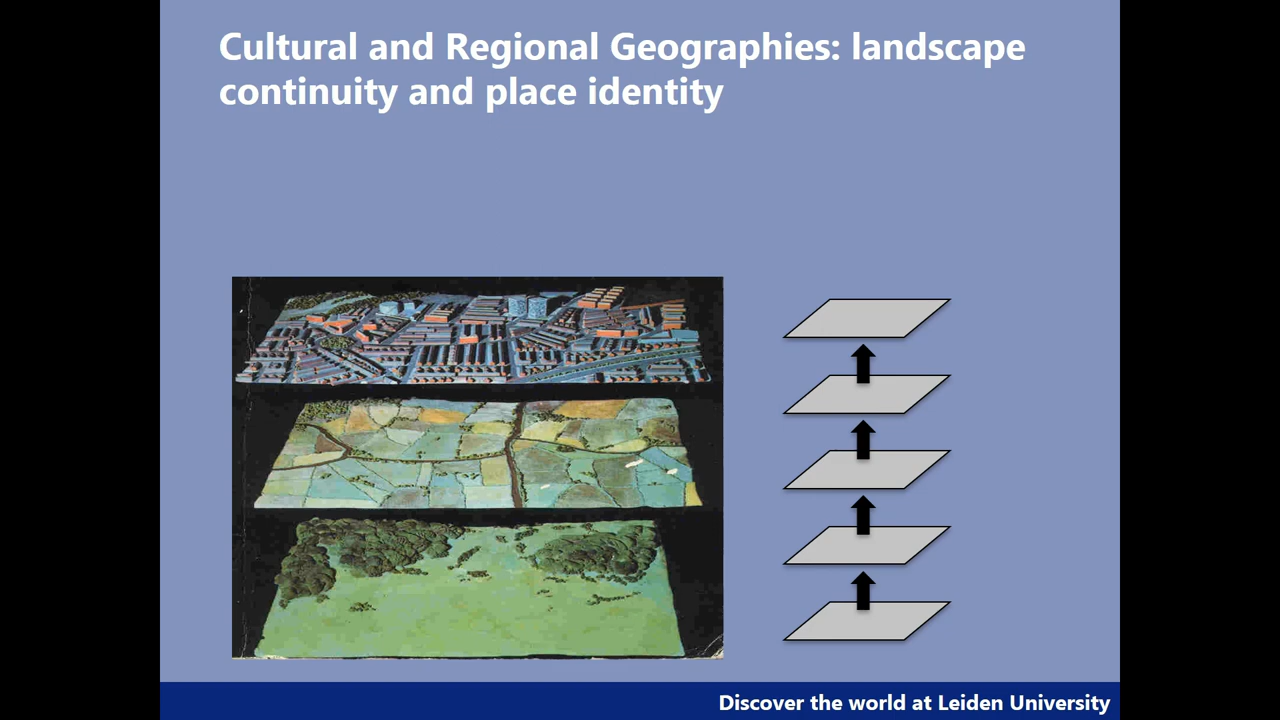 Cultural and Regional Geographies: landscape
continuity and place identity
Discover the world at Leiden University